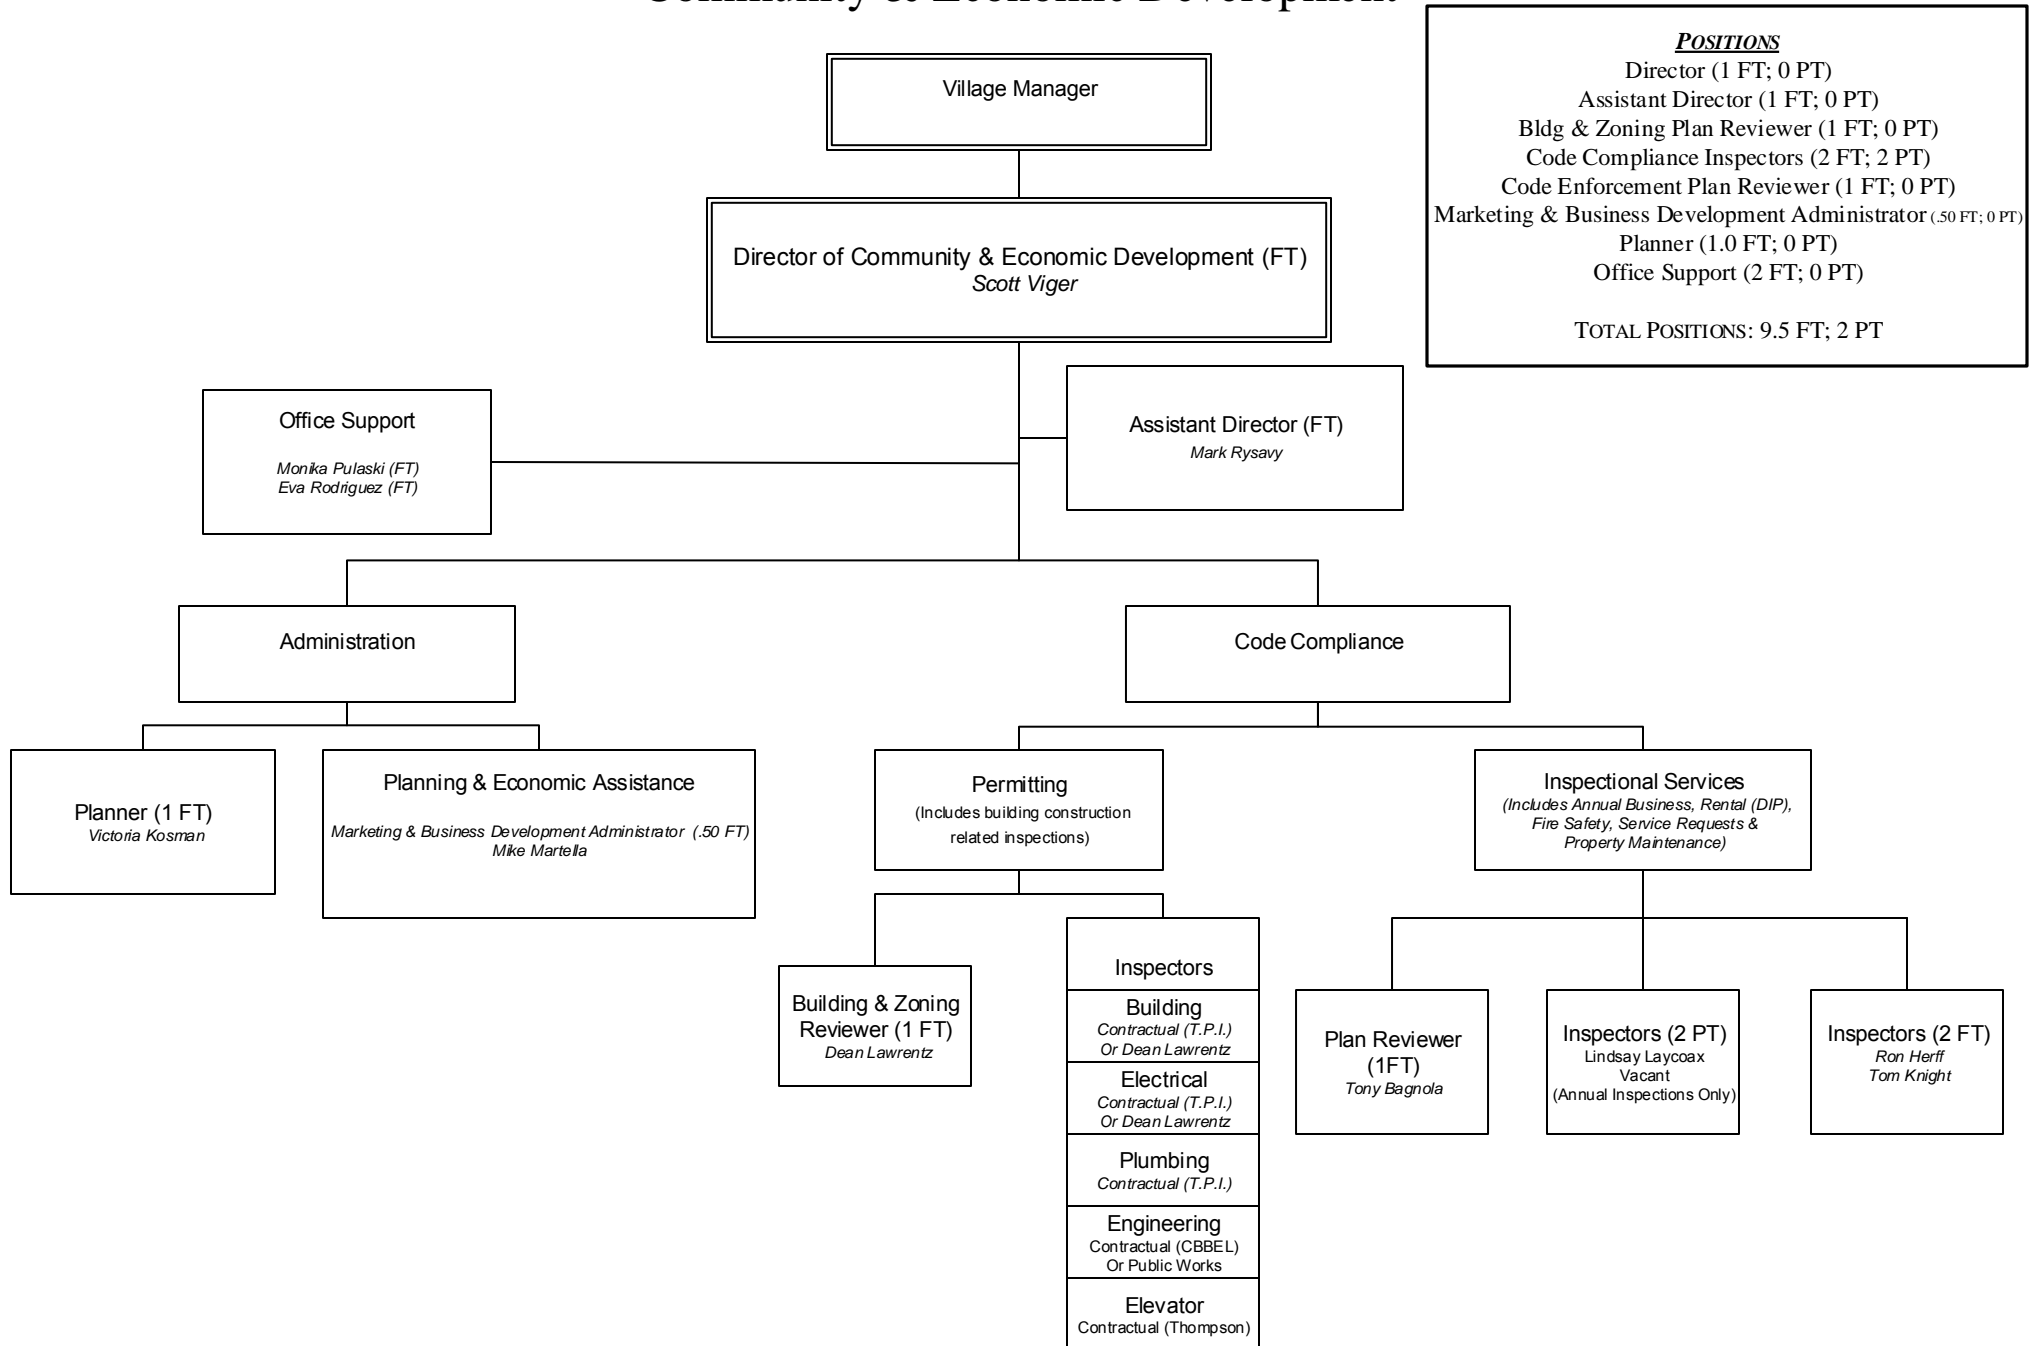 Community & Economic Development
POSITIONS
Director (1 FT; 0 PT)
Assistant Director (1 FT; 0 PT)
Bldg & Zoning Plan Reviewer (1 FT; 0 PT)
Code Compliance Inspectors (2 FT; 2 PT)
Code Enforcement Plan Reviewer (1 FT; 0 PT)
Marketing & Business Development Administrator (.50 FT; 0 PT)
Planner (1.0 FT; 0 PT)
Office Support (2 FT; 0 PT)
TOTAL POSITIONS: 9.5 FT; 2 PT
Village Manager
Director of Community & Economic Development (FT)
Scott Viger
Office Support
Monika Pulaski (FT)
Eva Rodriguez (FT)
Assistant Director (FT)
Mark Rysavy
Administration
Code Compliance
Planner (1 FT)
Victoria Kosman
Planning & Economic Assistance
Marketing & Business Development Administrator (.50 FT)
Mike Martella
Permitting
(Includes building construction
related inspections)
Inspectional Services
(Includes Annual Business, Rental (DIP),
Fire Safety, Service Requests &
Property Maintenance)
Building & Zoning
Reviewer (1 FT)
Dean Lawrentz
Inspectors
Building
Contractual (T.P.I.)
Or Dean Lawrentz
Electrical
Contractual (T.P.I.)
Or Dean Lawrentz
Plumbing
Contractual (T.P.I.)
Engineering
Contractual (CBBEL)
Or Public Works
Elevator
Contractual (Thompson)
Plan Reviewer
(1FT)
Tony Bagnola
Inspectors (2 PT)
Lindsay Laycoax
Vacant
(Annual Inspections Only)
Inspectors (2 FT)
Ron Herff
Tom Knight